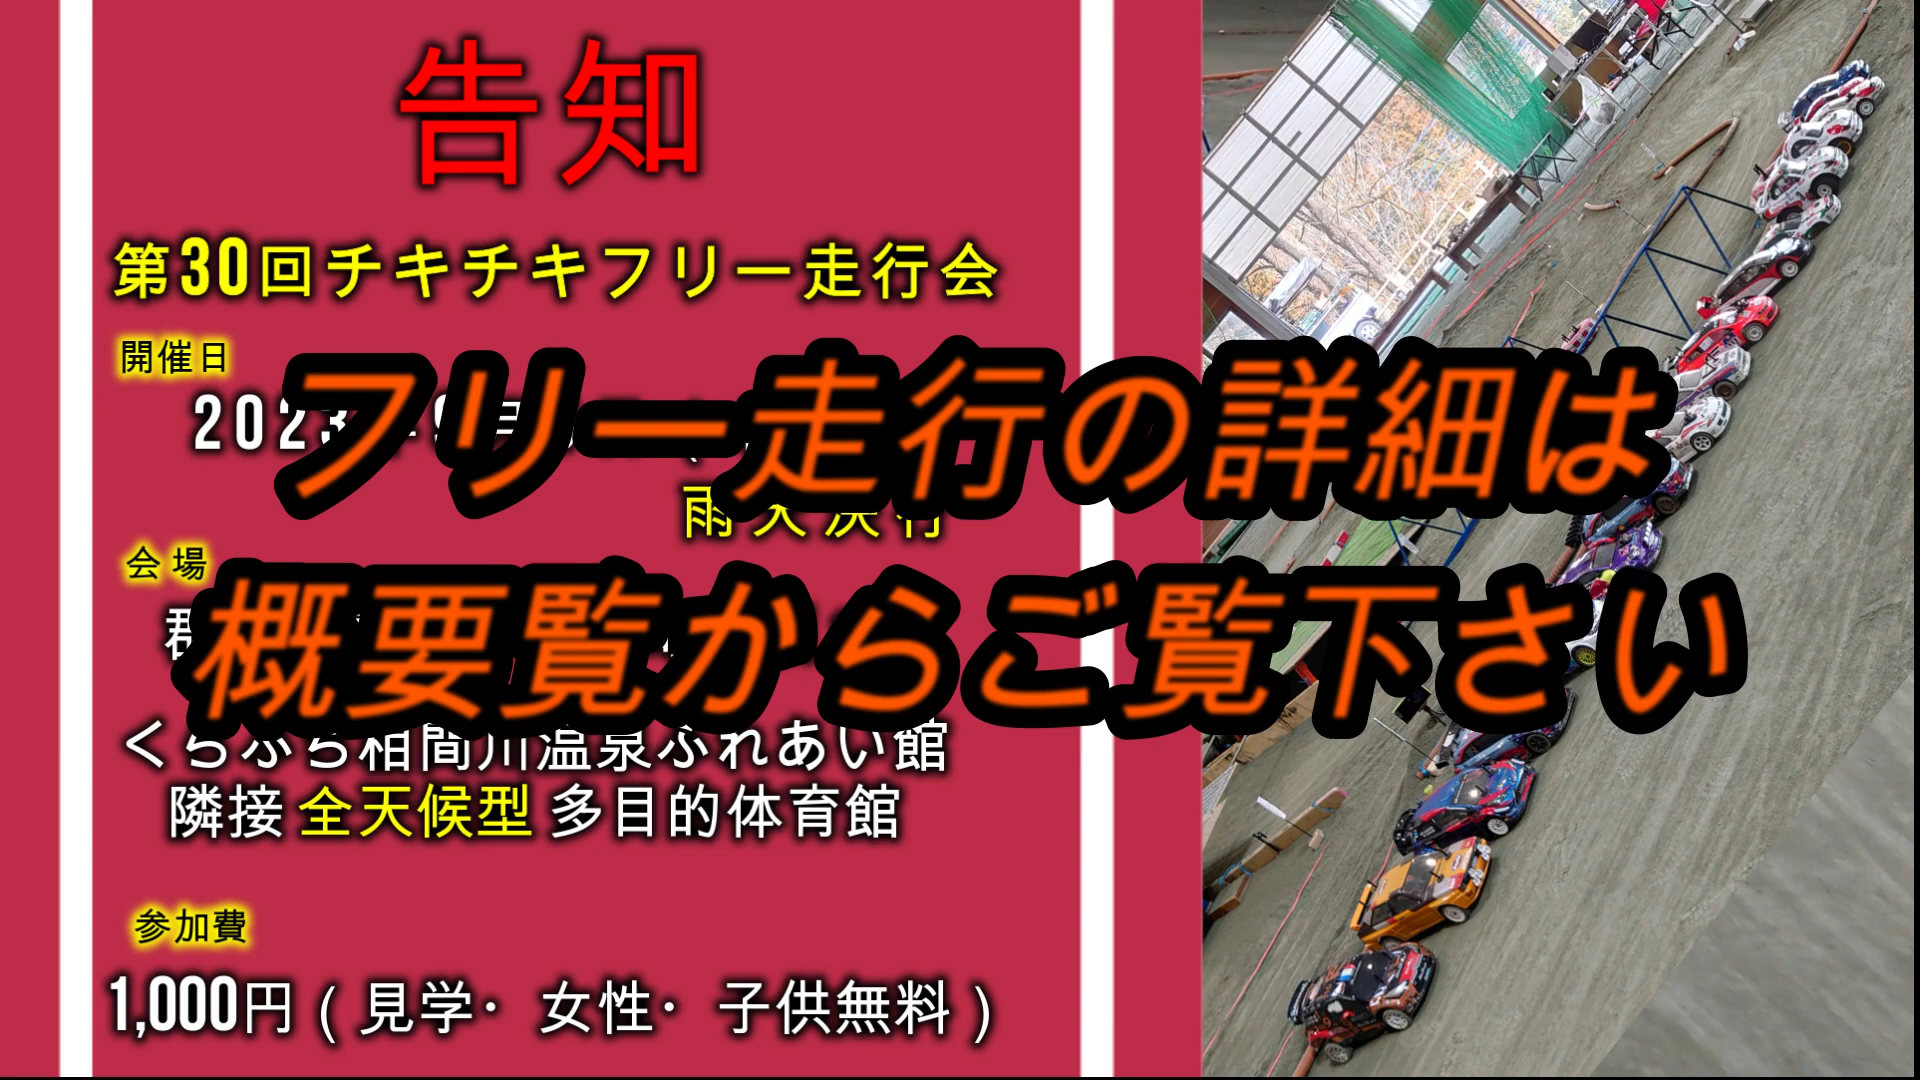 告知
第30回チキチキフリー走行会
開催日
2023
フリー走行の詳細は
会場
概要覧からご覧下さい
くらぶち相間川温泉ふれあい館
隣接 全天候型 多目的体育館
参加費
1,000円(見学・女性・子供無料)